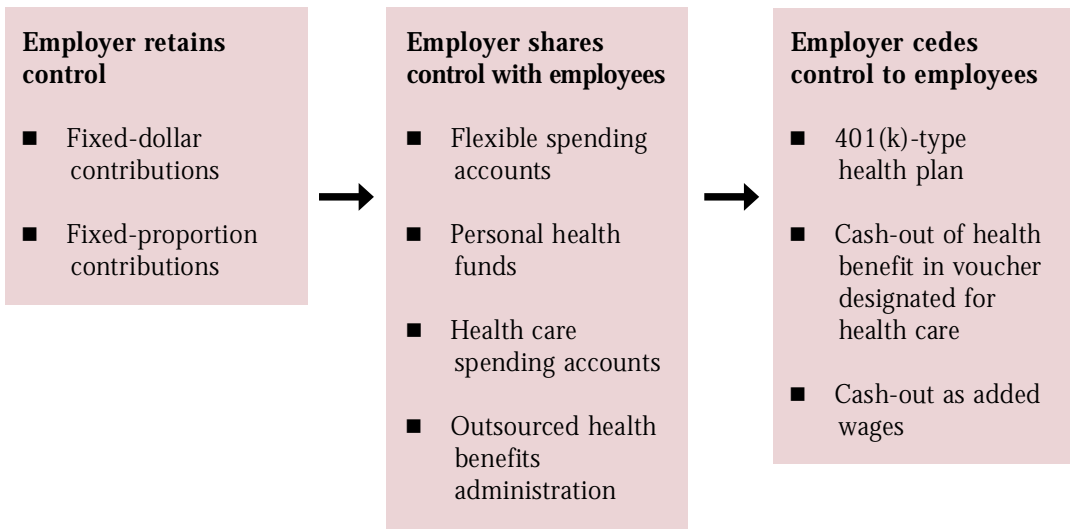 Employer retains
control
■ Fixed-dollar
contributions
■ Fixed-proportion
contributions
Employer shares
control with employees
■ Flexible spending
accounts
■ Personal health
funds
■ Health care
spending accounts
■ Outsourced health
benefits
administration
Employer cedes
control to employees
■ 401(k)-type
health plan
■ Cash-out of health
benefit in voucher
designated for
health care
■ Cash-out as added
wages